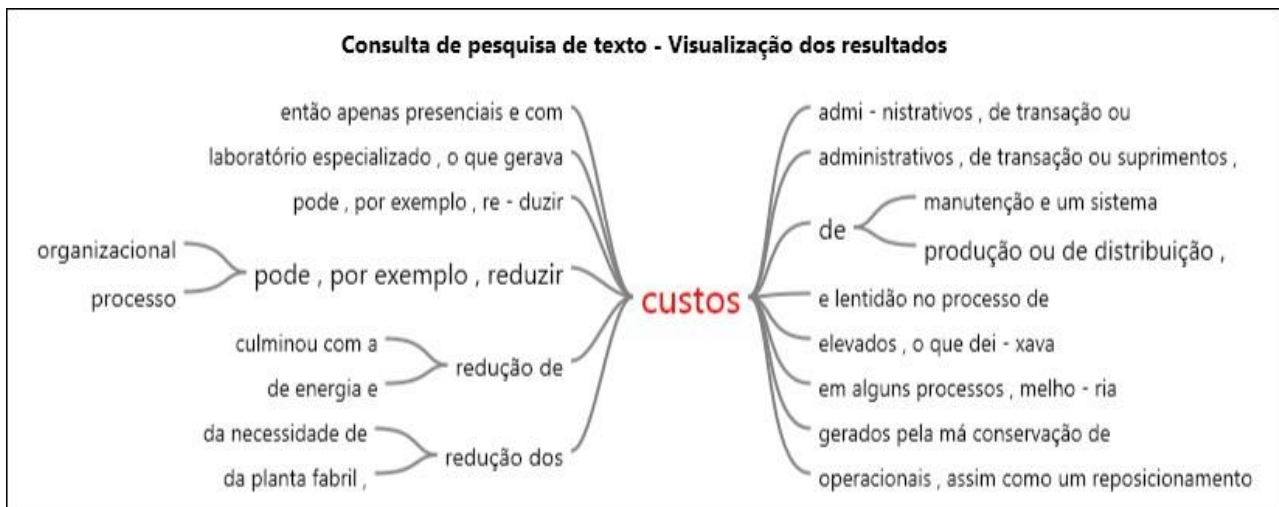 Consulta de pesquisa de texto - Visualização dos resultados
então apenas presenciais e com
laboratório especializado , o que gerava
pode , por exemplo , re - duzir
organizacional
processo
pode , por exemplo , reduzir
culminou com a
de energia e
redução de
da necessidade de
da planta fabril ,
redução dos
custos
admi - nistrativos , de transação ou
administrativos , de transação ou suprimentos ,
de
manutenção e um sistema
produção ou de distribuição ,
e lentidão no processo de
elevados , o que dei - xava
em alguns processos , melho - ria
gerados pela má conservação de
operacionais , assim como um reposicionamento